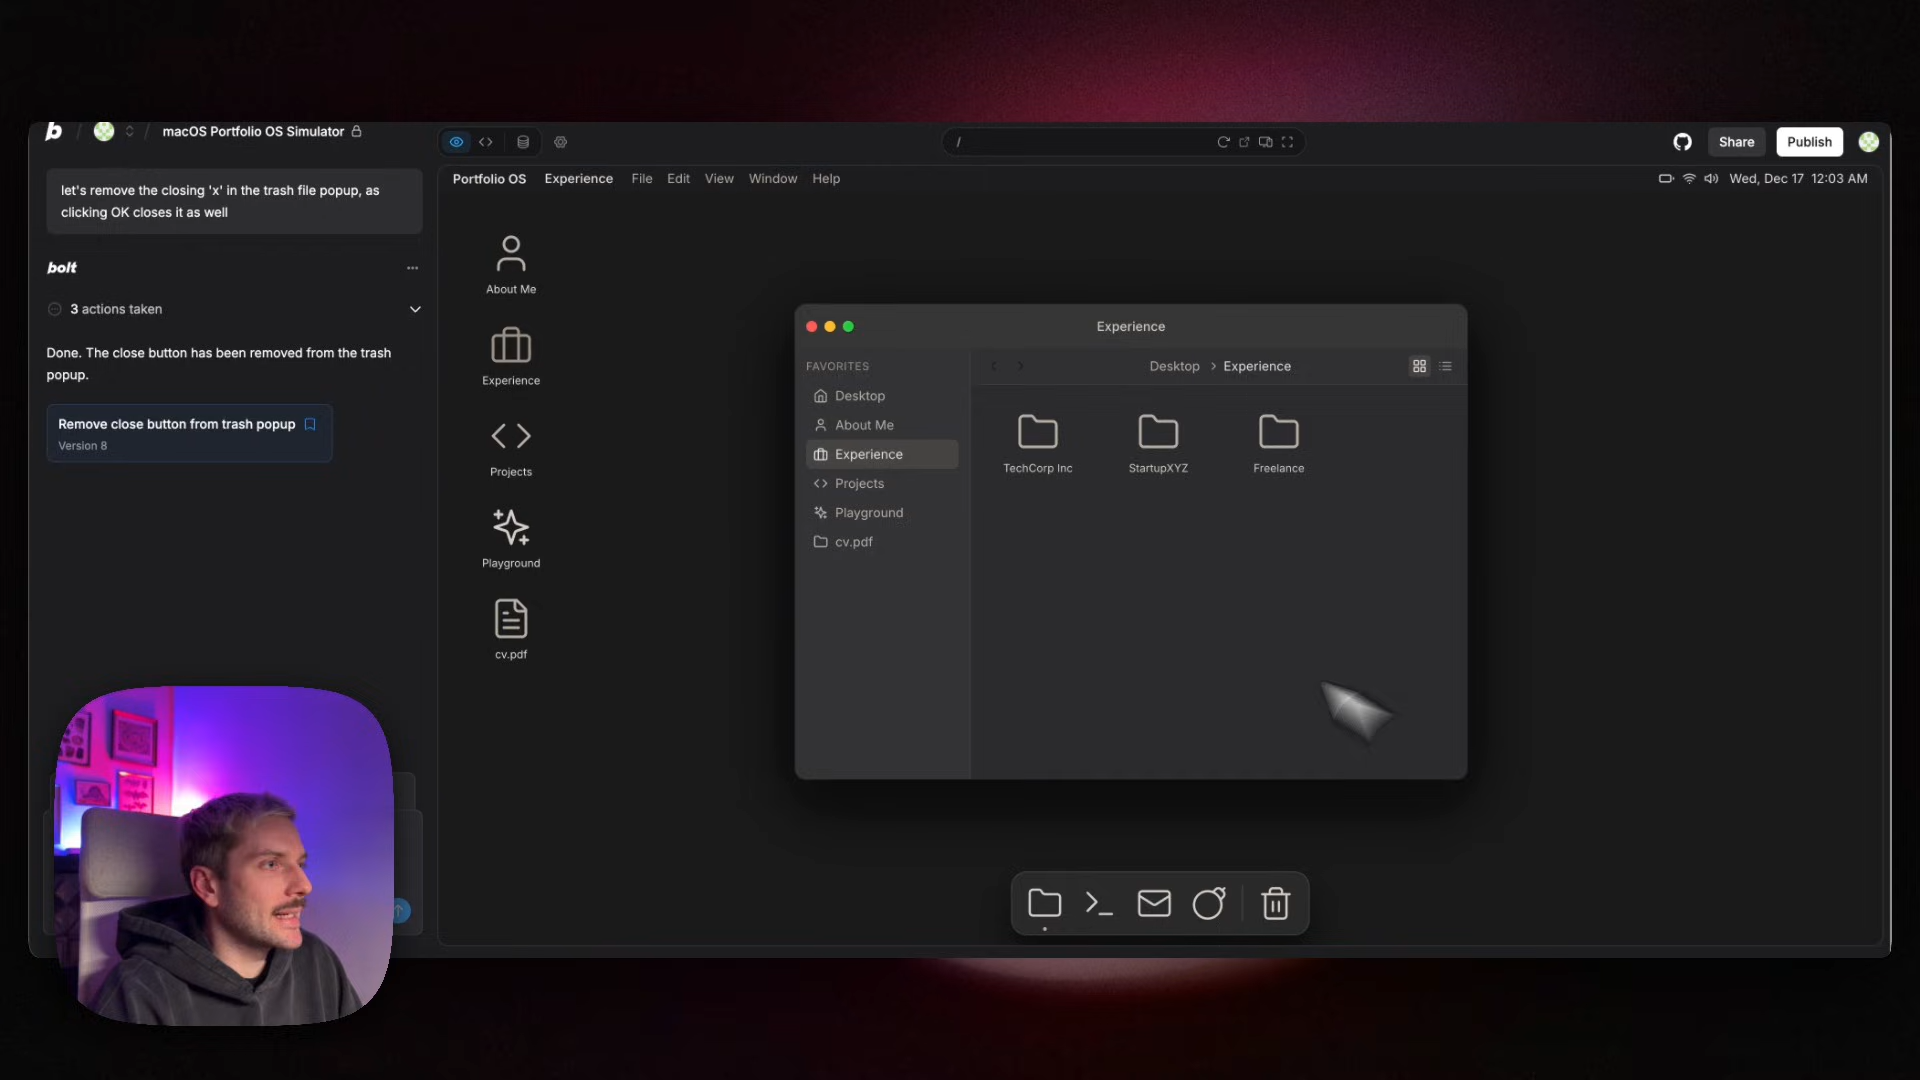 b / / macOS Portfolio OS Simulator
/
Share
Publish
let's remove the closing 'x' in the trash file popup, as
clicking OK closes it as well
bolt
3 actions taken
Done. The close button has been removed from the trash
popup.
Remove close button from trash popup
Version 8
Portfolio OS Experience File Edit View Window Help
Wed, Dec 17 12:03 AM
About Me
Experience
Projects
Playground
cv.pdf
Experience
FAVORITES
Desktop
About Me
Experience
Projects
Playground
cv.pdf
Desktop > Experience
TechCorp Inc
StartupXYZ
Freelance